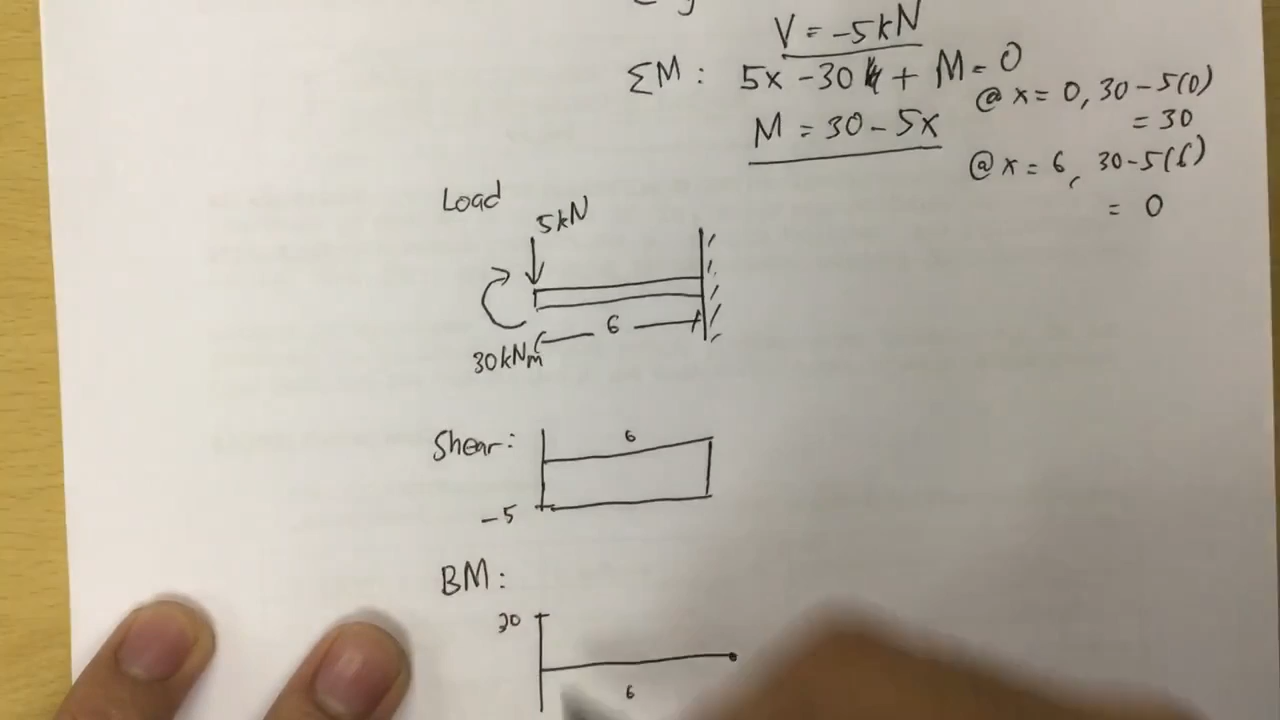 V = -5kN
ΣM: 5x - 30 + M = 0
M = 30 - 5x
@ x = 0, 30 - 5(0)
= 30
@ x = 6, 30 - 5(6)
= 0
Load
5kN
6
30kNm
Shear:
6
-5
BM:
30
6